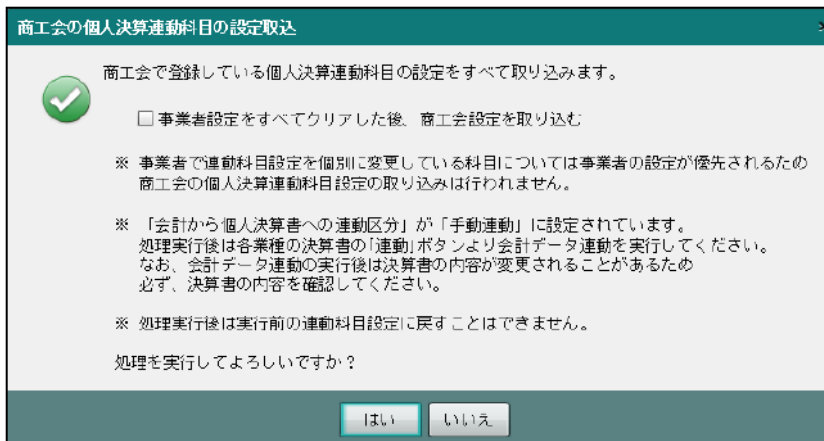 商工会の個人決算連動科目の設定取込
商工会で登録している個人決算連動科目の設定をすべて取り込みます。
事業者設定をすべてクリアした後、商工会設定を取り込む
※ 事業者で連動科目設定を個別に変更している科目については事業者の設定が優先されるため
商工会の個人決算連動科目設定の取り込みは行われません。
※ 「会計から個人決算書への連動区分」が「手動連動」に設定されています。
処理実行後は各業種の決算書の「連動」ボタンより会計データ連動を実行してください。
なお、会計データ連動の実行後は決算書の内容が変更されることがあるため
必ず、決算書の内容を確認してください。
※ 処理実行後は実行前の連動科目設定に戻すことはできません。
処理を実行してよろしいですか？
はい
いいえ